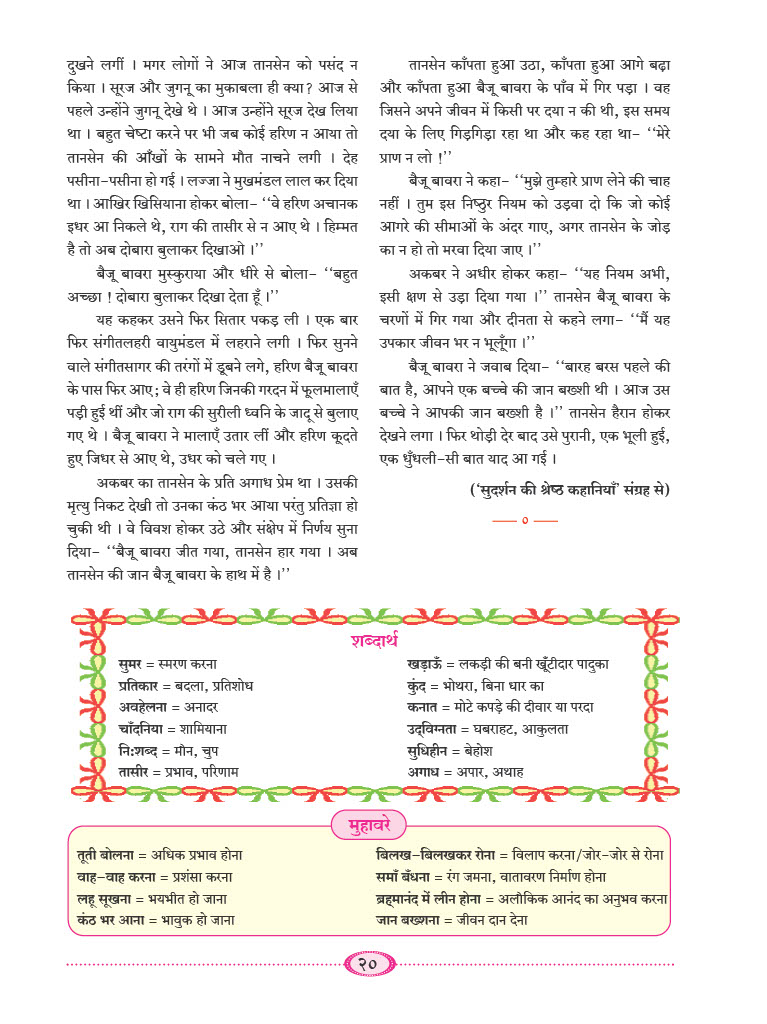 दुखने लगीं । मगर लोगों ने आज तानसेन को पसंद न
किया । सूरज और जुगनू का मुकाबला ही क्या? आज से
पहले उन्होंने जुगनू देखे थे । आज उन्होंने सूरज देख लिया
था । बहुत चेष्टा करने पर भी जब कोई हरिण न आया तो
तानसेन की आँखों के सामने मौत नाचने लगी । देह
पसीना-पसीना हो गई । लज्जा ने मुखमंडल लाल कर दिया
था । आखिर खिसियाना होकर बोला- ‘‘वे हरिण अचानक
इधर आ निकले थे, राग की तासीर से न आए थे । हिम्मत
है तो अब दोबारा बुलाकर दिखाओ ।’’
बैजू बावरा मुस्कुराया और धीरे से बोला- ‘‘बहुत
अच्छा ! दोबारा बुलाकर दिखा देता हूँ ।’’
यह कहकर उसने फिर सितार पकड़ ली । एक बार
फिर संगीतलहरी वायुमंडल में लहराने लगी । फिर सुनने
वाले संगीतसागर की तरंगों में डूबने लगे, हरिण बैजू बावरा
के पास फिर आए; वे ही हरिण जिनकी गरदन में फूलमालाएँ
पड़ी हुई थीं और जो राग की सुरीली ध्वनि के जादू से बुलाए
गए थे । बैजू बावरा ने मालाएँ उतार लीं और हरिण कूदते
हुए जिधर से आए थे, उधर को चले गए ।
अकबर का तानसेन के प्रति अगाध प्रेम था । उसकी
मृत्यु निकट देखी तो उनका कंठ भर आया परंतु प्रतिज्ञा हो
चुकी थी । वे विवश होकर उठे और संक्षेप में निर्णय सुना
दिया- ‘‘बैजू बावरा जीत गया, तानसेन हार गया । अब
तानसेन की जान बैजू बावरा के हाथ में है ।’’
तानसेन काँपता हुआ उठा, काँपता हुआ आगे बढ़ा
और काँपता हुआ बैजू बावरा के पाँव में गिर पड़ा । वह
जिसने अपने जीवन में किसी पर दया न की थी, इस समय
दया के लिए गिड़गिड़ा रहा था और कह रहा था- ‘‘मेरे
प्राण न लो !’’
बैजू बावरा ने कहा- ‘‘मुझे तुम्हारे प्राण लेने की चाह
नहीं । तुम इस निष्ठुर नियम को उड़वा दो कि जो कोई
आगरे की सीमाओं के अंदर गाए, अगर तानसेन के जोड़
का न हो तो मरवा दिया जाए ।’’
अकबर ने अधीर होकर कहा- ‘‘यह नियम अभी,
इसी क्षण से उड़ा दिया गया ।’’ तानसेन बैजू बावरा के
चरणों में गिर गया और दीनता से कहने लगा- ‘‘मैं यह
उपकार जीवन भर न भूलूँगा ।’’
बैजू बावरा ने जवाब दिया- ‘‘बारह बरस पहले की
बात है, आपने एक बच्चे की जान बख्शी थी । आज उस
बच्चे ने आपकी जान बख्शी है ।’’ तानसेन हैरान होकर
देखने लगा । फिर थोड़ी देर बाद उसे पुरानी, एक भूली हुई,
एक धुँधली-सी बात याद आ गई ।
(‘सुदर्शन की श्रेष्ठ कहानियाँ’ संग्रह से)
— ० —
शब्दार्थ
सुमर = स्मरण करना
प्रतिकार = बदला, प्रतिशोध
अवहेलना = अनादर
चाँदनिया = शामियाना
नि:शब्द = मौन, चुप
तासीर = प्रभाव, परिणाम
खड़ाऊँ = लकड़ी की बनी खूँटीदार पादुका
कुंद = भोथरा, बिना धार का
कनात = मोटे कपड़े की दीवार या परदा
उद्‌विग्नता = घबराहट, आकुलता
सुधिहीन = बेहोश
अगाध = अपार, अथाह
मुहावरे
तूती बोलना = अधिक प्रभाव होना
वाह-वाह करना = प्रशंसा करना
लहू सूखना = भयभीत हो जाना
कंठ भर आना = भावुक हो जाना
बिलख-बिलखकर रोना = विलाप करना/जोर-जोर से रोना
समाँ बँधना = रंग जमना, वातावरण निर्माण होना
ब्रह्‌मानंद में लीन होना = अलौकिक आनंद का अनुभव करना
जान बख्शना = जीवन दान देना
२०